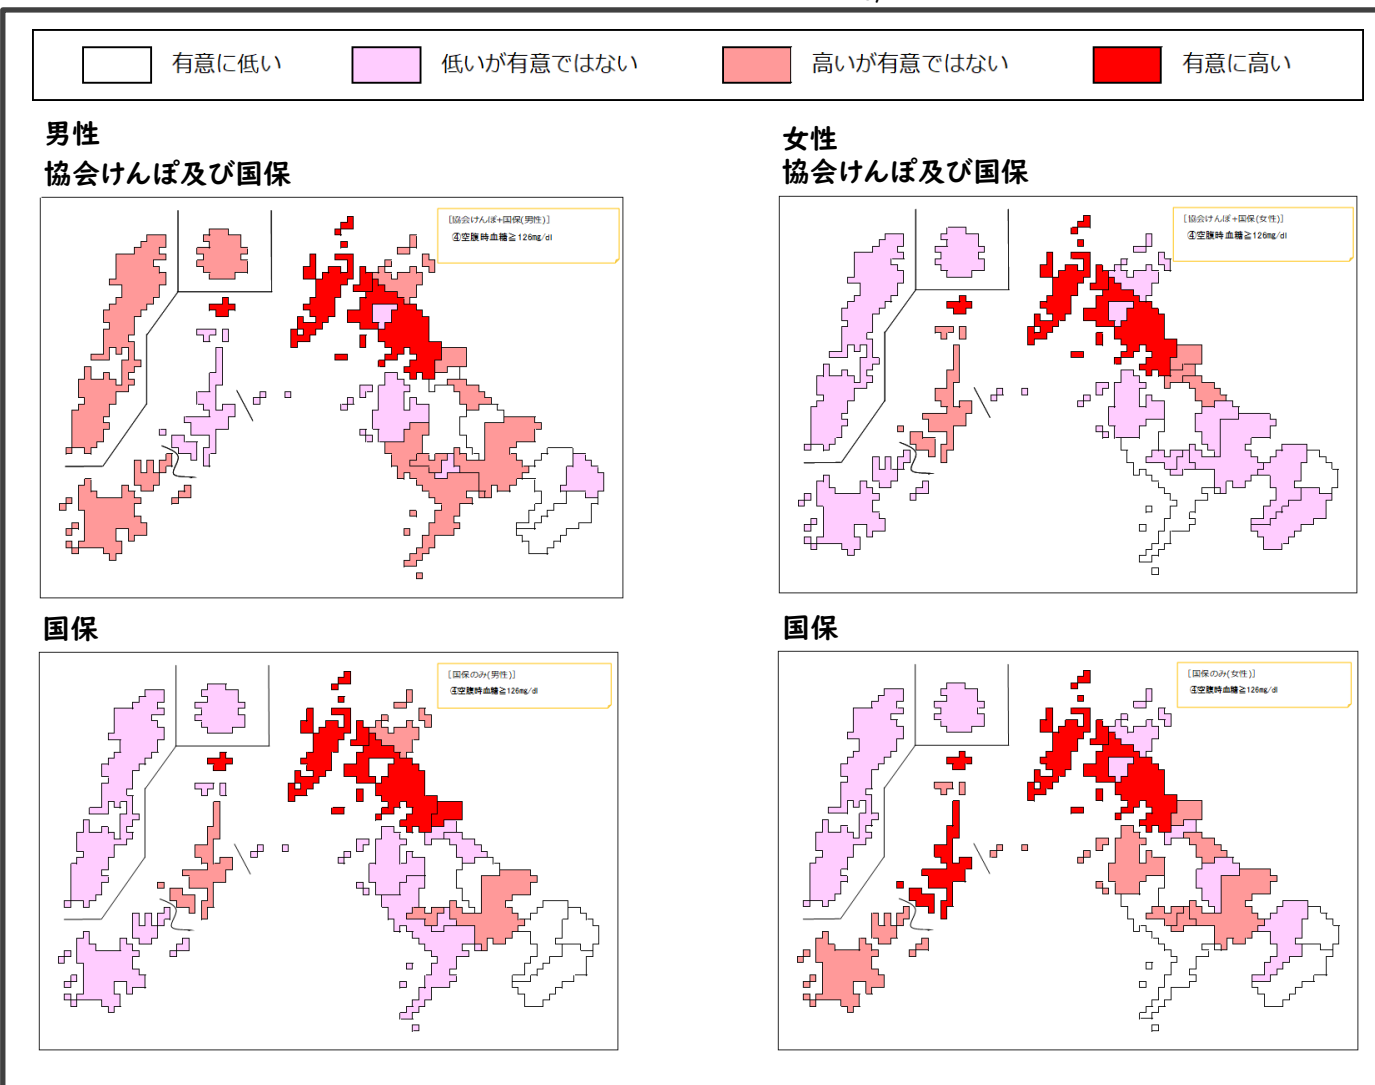 有意に低い
低いが有意ではない
高いが有意ではない
有意に高い
男性
協会けんぽ及び国保
女性
協会けんぽ及び国保
[協会けんぽ+国保(男性)]
④空腹時血糖≧126mg/dl
[協会けんぽ+国保(女性)]
④空腹時血糖≧126mg/dl
国保
国保
[国保のみ(男性)]
④空腹時血糖≧126mg/dl
[国保のみ(女性)]
④空腹時血糖≧126mg/dl